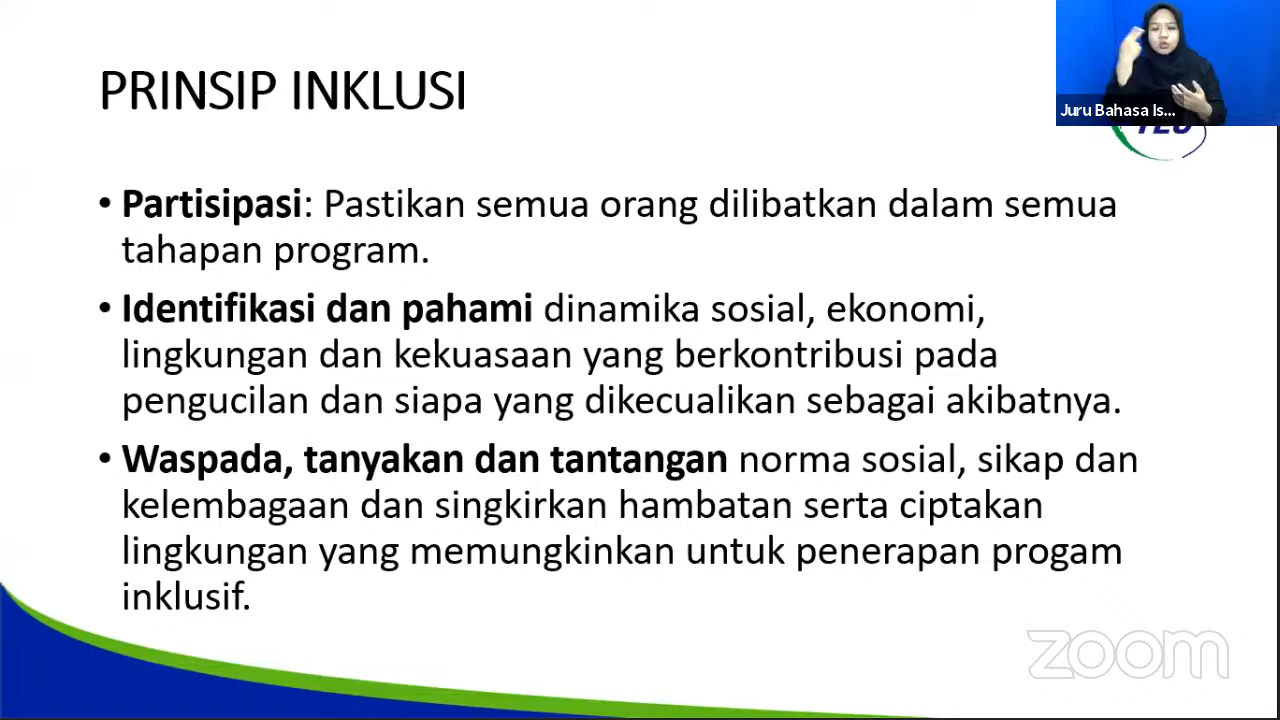 PRINSIP INKLUSI
Juru Bahasa Is...
• Partisipasi: Pastikan semua orang dilibatkan dalam semua
tahapan program.
• Identifikasi dan pahami dinamika sosial, ekonomi,
lingkungan dan kekuasaan yang berkontribusi pada
pengucilan dan siapa yang dikecualikan sebagai akibatnya.
• Waspada, tanyakan dan tantangan norma sosial, sikap dan
kelembagaan dan singkirkan hambatan serta ciptakan
lingkungan yang memungkinkan untuk penerapan progam
inklusif.
zoom